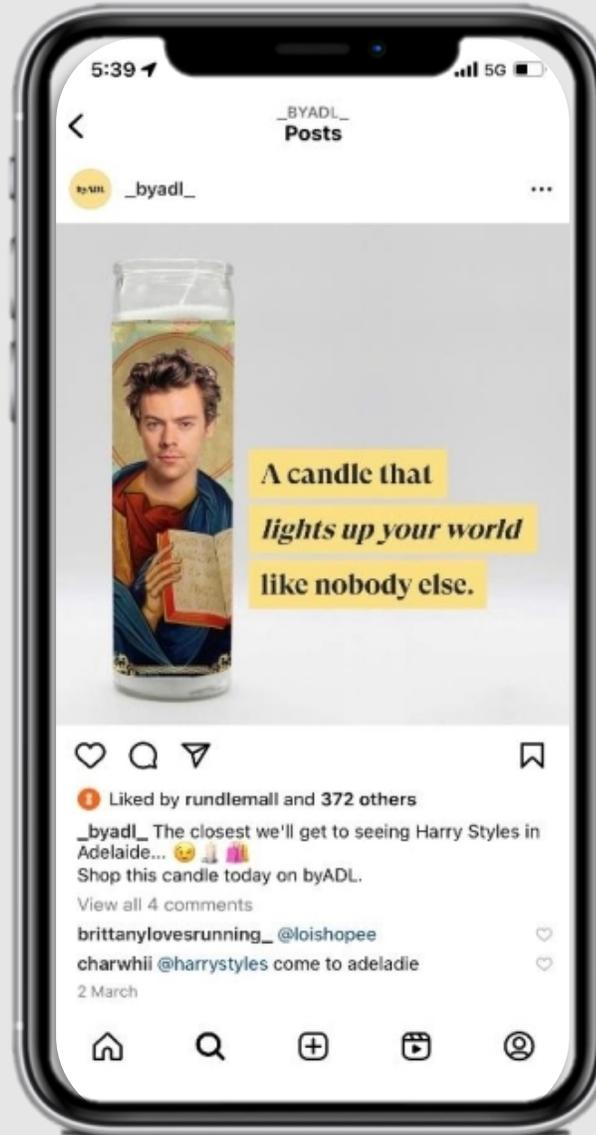 5:39
5G
_BYADL_
Posts
byADL
_byadl_
A candle that
lights up your world
like nobody else.
Liked by rundlemall and 372 others
_byadl_ The closest we'll get to seeing Harry Styles in
Adelaide... 😉 🕯️ 🛍️
Shop this candle today on byADL.
View all 4 comments
brittanylovesrunning_ @loishopee
charwhii @harrystyles come to adeladie
2 March